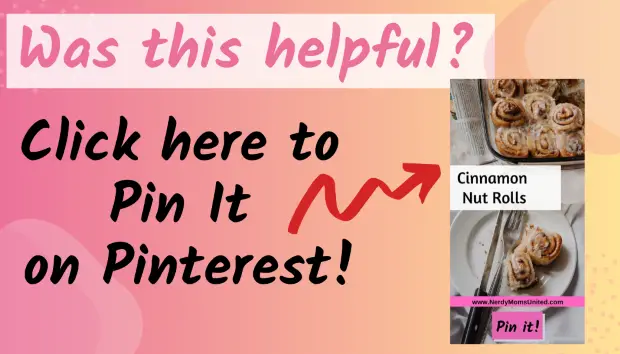 Was this helpful?
Click here to
Pin It
on Pinterest!
Cinnamon
Nut Rolls
www.NerdyMomsUnited.com
Pin it!